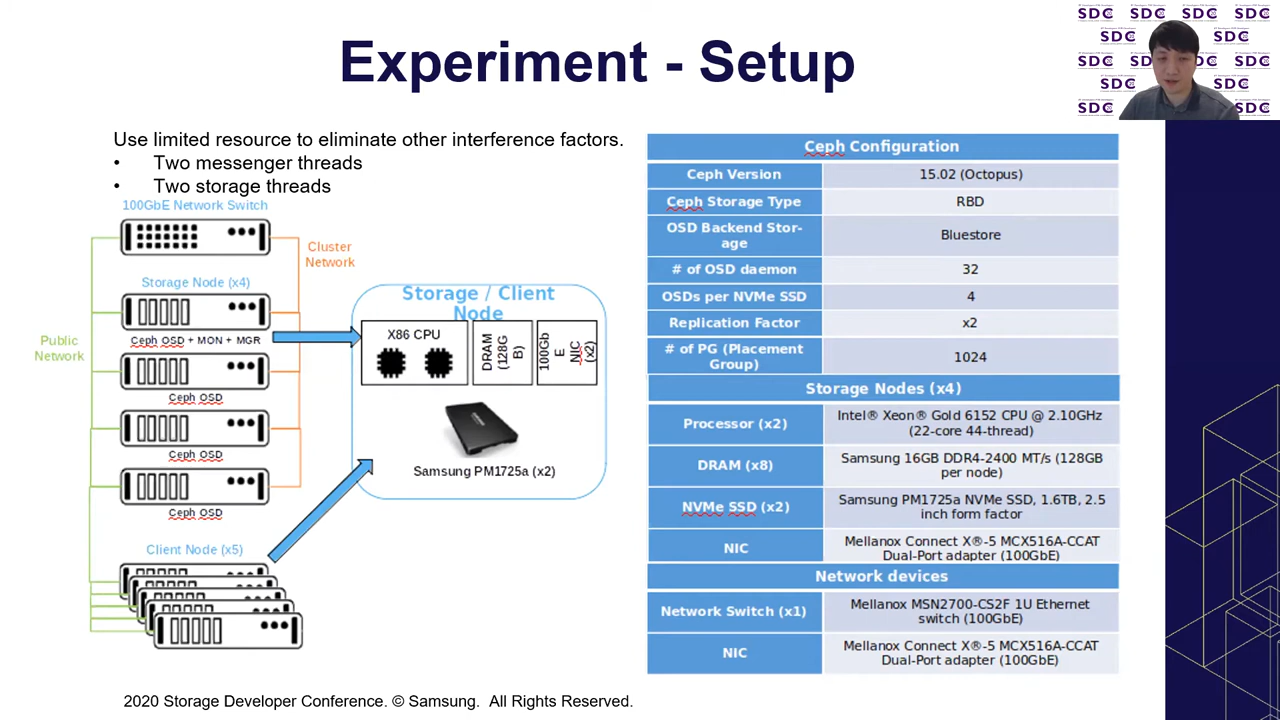 Experiment - Setup
SDC SDC SDC SDC
SDC SDC
SDC SDC
SDC SDC
SDC SDC
Use limited resource to eliminate other interference factors.
• Two messenger threads
• Two storage threads
100GbE Network Switch
Cluster
Network
Storage Node (x4)
Public
Network
Ceph OSD + MON + MGR
Ceph OSD
Ceph OSD
Ceph OSD
Client Node (x5)
Storage / Client
Node
X86 CPU
DRAM
(128G
B)
100Gb
E
NIC
(x2)
Samsung PM1725a (x2)
Ceph Configuration
Ceph Version 15.02 (Octopus)
Ceph Storage Type RBD
OSD Backend Stor-
age Bluestore
# of OSD daemon 32
OSDs per NVMe SSD 4
Replication Factor x2
# of PG (Placement
Group) 1024
Storage Nodes (x4)
Processor (x2) Intel® Xeon® Gold 6152 CPU @ 2.10GHz
(22-core 44-thread)
DRAM (x8) Samsung 16GB DDR4-2400 MT/s (128GB
per node)
NVMe SSD (x2) Samsung PM1725a NVMe SSD, 1.6TB, 2.5
inch form factor
NIC Mellanox Connect X®-5 MCX516A-CCAT
Dual-Port adapter (100GbE)
Network devices
Network Switch (x1) Mellanox MSN2700-CS2F 1U Ethernet
switch (100GbE)
NIC Mellanox Connect X®-5 MCX516A-CCAT
Dual-Port adapter (100GbE)
2020 Storage Developer Conference. © Samsung. All Rights Reserved.